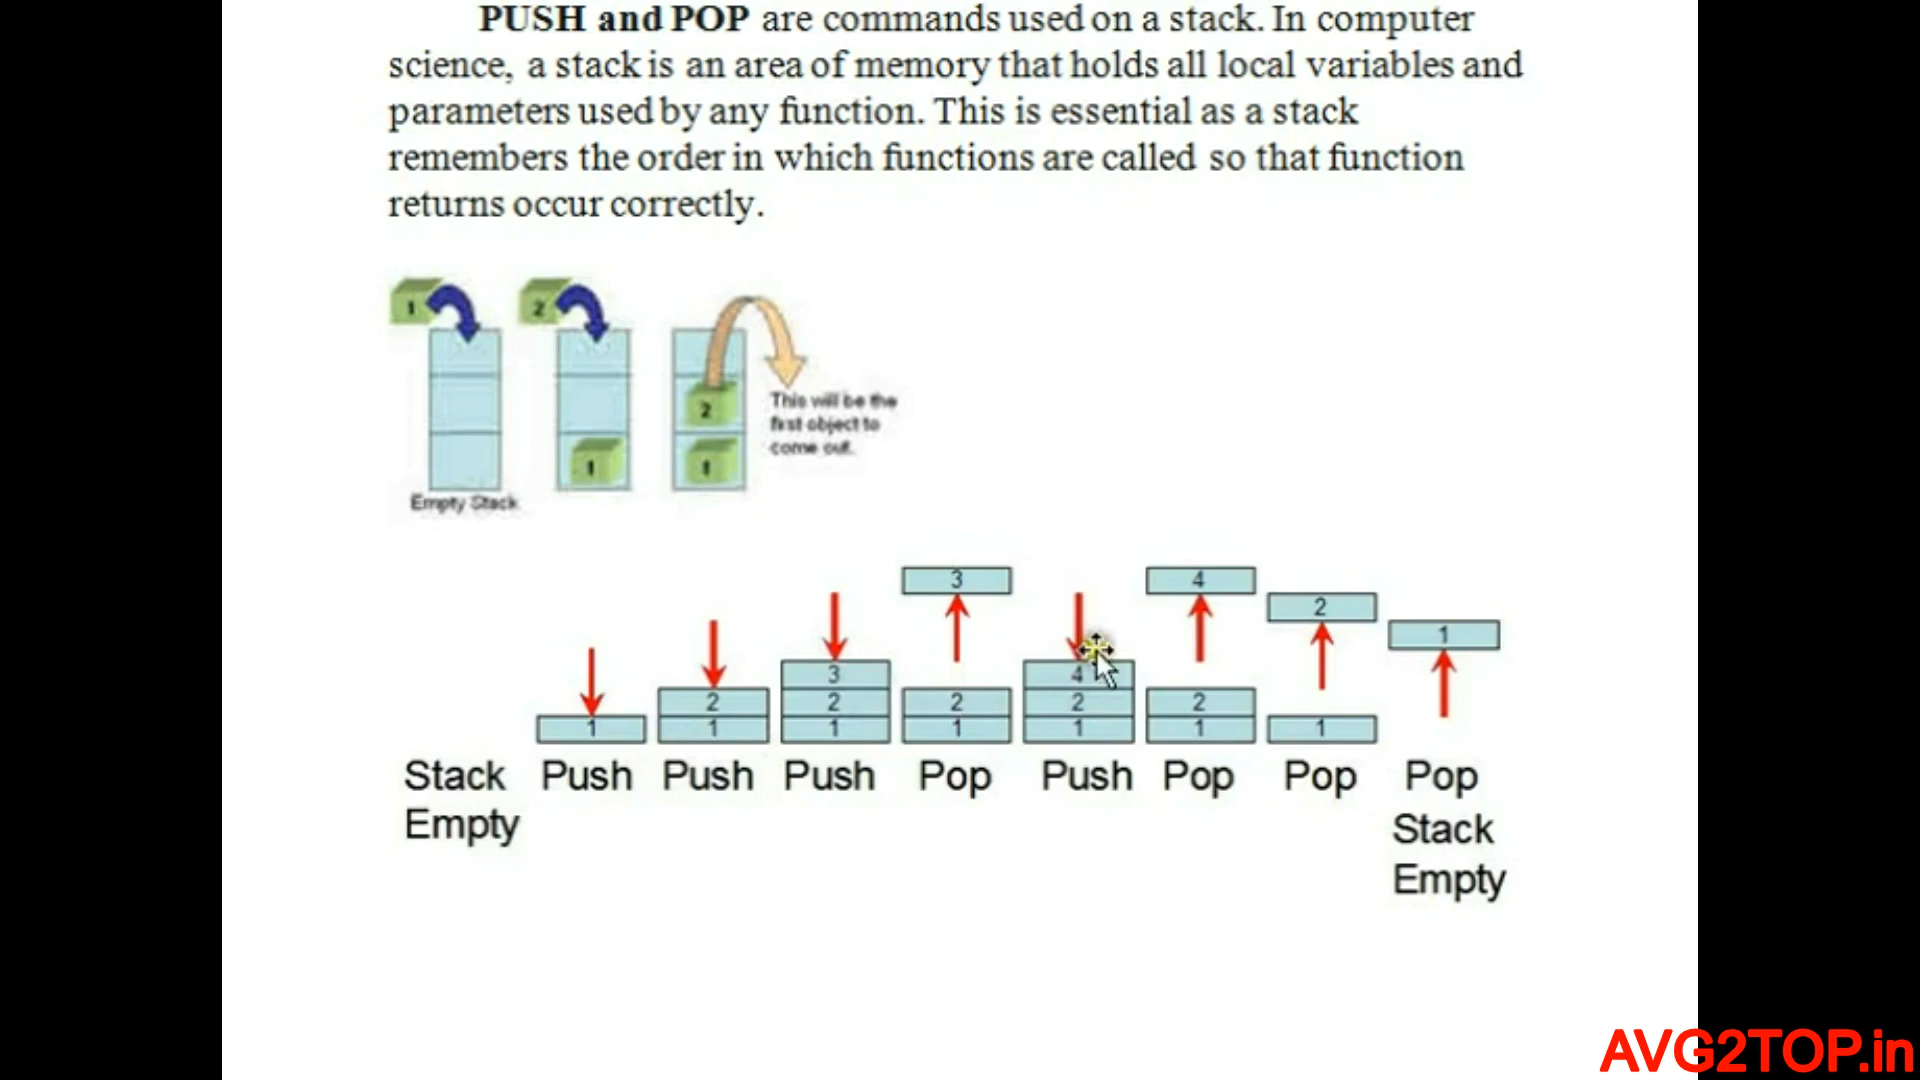 PUSH and POP are commands used on a stack. In computer
science, a stack is an area of memory that holds all local variables and
parameters used by any function. This is essential as a stack
remembers the order in which functions are called so that function
returns occur correctly.
1 2
This will be the
first object to
come out.
2
1 1
Empty Stack
3 4
2
1
3 4
2 2 2 2 2
1 1 1 1 1 1 1
Stack Push Push Push Pop Push Pop Pop Pop
Empty Stack
Empty
AVG2TOP.in